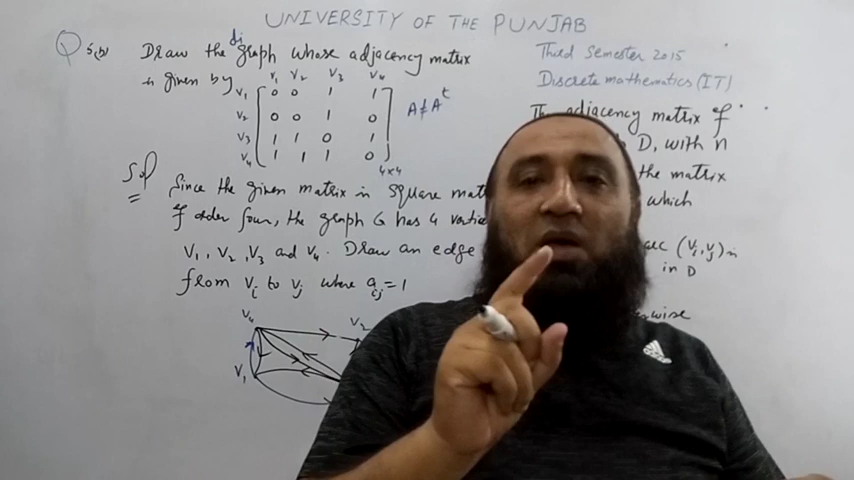 UNIVERSITY OF THE PUNJAB
Q 5(b) Draw the digraph whose adjacency matrix
is given by
V1 V2 V3 V4
V1 0 0 1 1
V2 0 0 1 0
V3 1 1 0 1
V4 1 1 1 0
4×4
A≠A^t
Third Semester 2015
Discrete mathematics (IT)
The adjacency matrix of
D, with n
the matrix
which
arc (Vi, Vj) is
in D
otherwise
Sol
Since the given matrix is square mat
of order four, the graph G has 4 vertice
V1, V2, V3 and V4. Draw an edge
from Vi to Vj where aij=1
V4
V2
V1